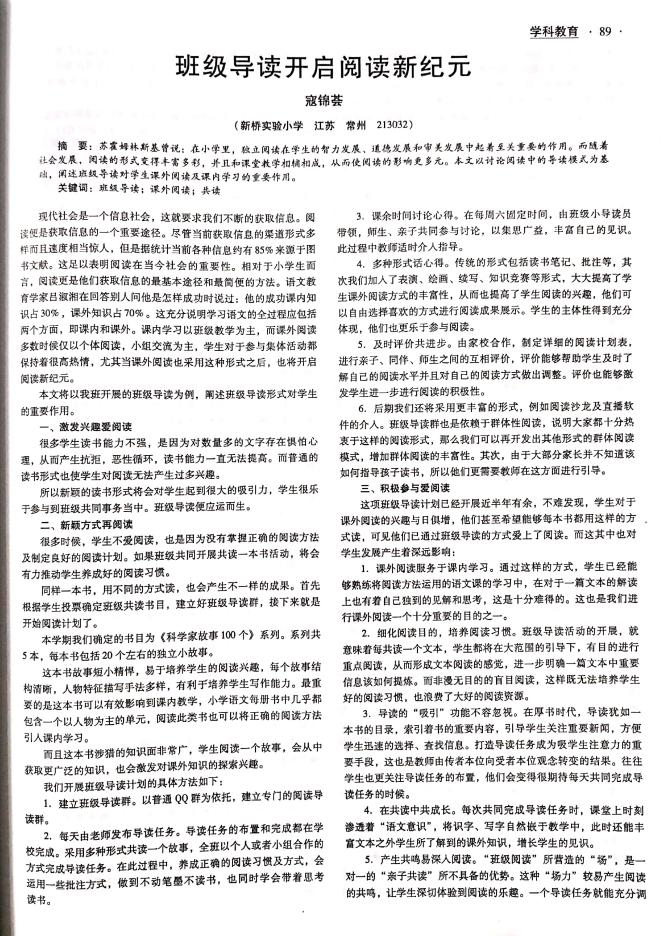 学科教育 · 89 ·
班级导读开启阅读新纪元
寇锦荟
(新桥实验小学 江苏 常州 213032)
摘 要：苏霍姆林斯基曾说：在小学里，独立阅读在学生的智力发展、道德发展和审美发展中起着至关重要的作用。而随着
社会发展、阅读的形式变得丰富多彩，并且和课堂教学相辅相成，从而使阅读的影响更多元。本文以讨论阅读中的导读模式为基
础，阐述班级导读对学生课外阅读及课内学习的重要作用。
关键词：班级导读；课外阅读；共读
现代社会是一个信息社会，这就要求我们不断的获取信息。阅
读便是获取信息的一个重要途径。尽管当前获取信息的渠道形式多
样而且速度相当惊人，但是据统计当前各种信息约有 85% 来源于图
书文献。这足以表明阅读在当今社会的重要性。相对于小学生而
言，阅读更是他们获取信息的最基本途径和最简便的方法。语文教
育学家吕淑湘在回答别人问他是怎样成功时说过：他的成功课内知
识占 30%，课外知识占 70%。这充分说明学习语文的全过程应包括
两个方面，即课内和课外。课内学习以班级教学为主，而课外阅读
多数时候仅以个体阅读，小组交流为主，学生对于参与集体活动都
保持着很高热情，尤其当课外阅读也采用这种形式之后，也将开启
阅读新纪元。
本文将以我班开展的班级导读为例，阐述班级导读形式对学生
的重要作用。
一、激发兴趣爱阅读
很多学生读书能力不强，是因为对数量多的文字存在惧怕心
理，从而产生抗拒，恶性循环，读书能力一直无法提高。而普通的
读书形式也使学生对阅读无法产生过多兴趣。
所以新颖的读书形式将会对学生起到很大的吸引力，学生很乐
于参与到班级共同事务当中。班级导读便应运而生。
二、新颖方式再阅读
很多时候，学生不爱阅读，也是因为没有掌握正确的阅读方法
及制定良好的阅读计划。如果班级共同开展共读一本书活动，将会
有力推动学生养成好的阅读习惯。
同样一本书，用不同的方式读，也会产生不一样的成果。首先
根据学生投票确定班级共读书目，建立好班级导读群，接下来就是
开始阅读计划了。
本学期我们确定的书目为《科学家故事 100 个》系列。系列共
5 本，每本书包括 20 个左右的独立小故事。
这本书故事短小精悍，易于培养学生的阅读兴趣，每个故事结
构清晰，人物特征描写手法多样，有利于培养学生写作能力。最重
要的是这本书可以有效影响到课内教学，小学语文每册书中几乎都
包含一个以人物为主的单元，阅读此类书也可以将正确的阅读方法
引入课内学习。
而且这本书涉猎的知识面非常广，学生阅读一个故事，会从中
获取更广泛的知识，也会激发对课外知识的探索兴趣。
我们开展班级导读计划的具体方法如下：
1. 建立班级导读群。以普通 QQ 群为依托，建立专门的阅读导
读群。
2. 每天由老师发布导读任务。导读任务的布置和完成都在学
校完成。采用多种形式共读一个故事，全班以个人或者小组合作的
方式完成导读任务。在此过程中，养成正确的阅读习惯及方式，会
运用一些批注方式，做到不动笔墨不读书，也同时学会带着思考
读书。
3. 课余时间讨论心得。在每周六固定时间，由班级小导读员
带领，师生、亲子共同参与讨论，以集思广益，丰富自己的见识。
此过程中教师适时介入指导。
4. 多种形式话心得。传统的形式包括读书笔记、批注等，其
次我们加入了表演、绘画、续写、知识竞赛等形式，大大提高了学
生课外阅读方式的丰富性，从而也提高了学生阅读的兴趣，他们可
以自由选择喜欢的方式进行阅读成果展示。学生的主体性得到充分
体现，他们也更乐于参与阅读。
5. 及时评价共进步。由家校合作，制定详细的阅读计划表，
进行亲子、同伴、师生之间的互相评价，评价能够帮助学生及时了
解自己的阅读水平并且对自己的阅读方式做出调整。评价也能够激
发学生进一步进行阅读的积极性。
6. 后期我们还将采用更丰富的形式，例如阅读沙龙及直播软
件的介入。班级导读群也是依赖于群体性阅读，说明大家都十分热
衷于这样的阅读形式，那么我们可以再开发出其他形式的群体阅读
模式，增加群体阅读的丰富性。其次，由于大部分家长并不知道该
如何指导孩子读书，所以他们更需要教师在这方面进行引导。
三、积极参与爱阅读
这项班级导读计划已经开展近半年有余，不难发现，学生对于
课外阅读的兴趣与日俱增，他们甚至希望能够每本书都用这样的方
式读，可见他们已通过班级导读的方式爱上了阅读。而这其中也对
学生发展产生着深远影响：
1. 课外阅读服务于课内学习。通过这样的方式，学生已经能
够熟练将阅读方法运用的语文课的学习中，在对于一篇文本的解读
上也有着自己独到的见解和思考，这是十分难得的。这也是我们进
行课外阅读一个十分重要的目的之一。
2. 细化阅读目的，培养阅读习惯。班级导读活动的开展，就
意味着每共读一个文本，学生都将在大范围的引导下，有目的进行
重点阅读，从而形成文本阅读的感觉，进一步明确一篇文本中重要
信息该如何提炼。而非漫无目的的盲目阅读，这样既无法培养学生
好的阅读习惯，也浪费了大好的阅读资源。
3. 导读的“吸引”功能不容忽视。在厚书时代，导读犹如一
本书的目录，索引着书的重要内容，引导学生关注重要新闻，方便
学生迅速的选择、查找信息。打造导读任务成为吸学生注意力的重
要手段，这也是教师由传者本位向受者本位观念转变的结果。往往
学生也更关注导读任务的布置，他们会变得很期待每天共同完成导
读任务的时候。
4. 在共读中共成长。每次共同完成导读任务时，课堂上时刻
渗透着“语文意识”，将识字、写字自然嵌于教学中，此时还能丰
富文本之外学生所了解到的课外知识，增长学生的见识。
5. 产生共鸣易深人阅读。“班级阅读”所营造的“场”，是一
对一的“亲子共读”所不具备的优势。这种“场力”较易产生阅读
的共鸣，让学生深切体验到阅读的乐趣。一个导读任务就能充分调